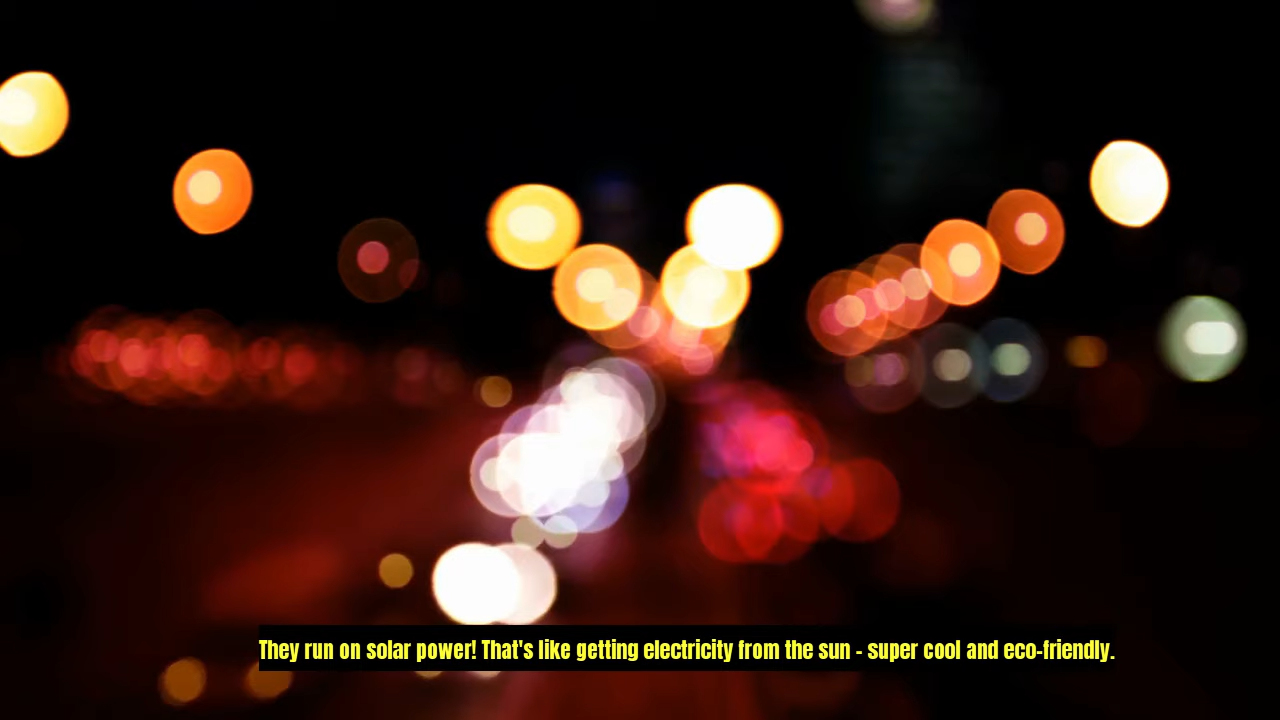 They run on solar power! That's like getting electricity from the sun - super cool and eco-friendly.